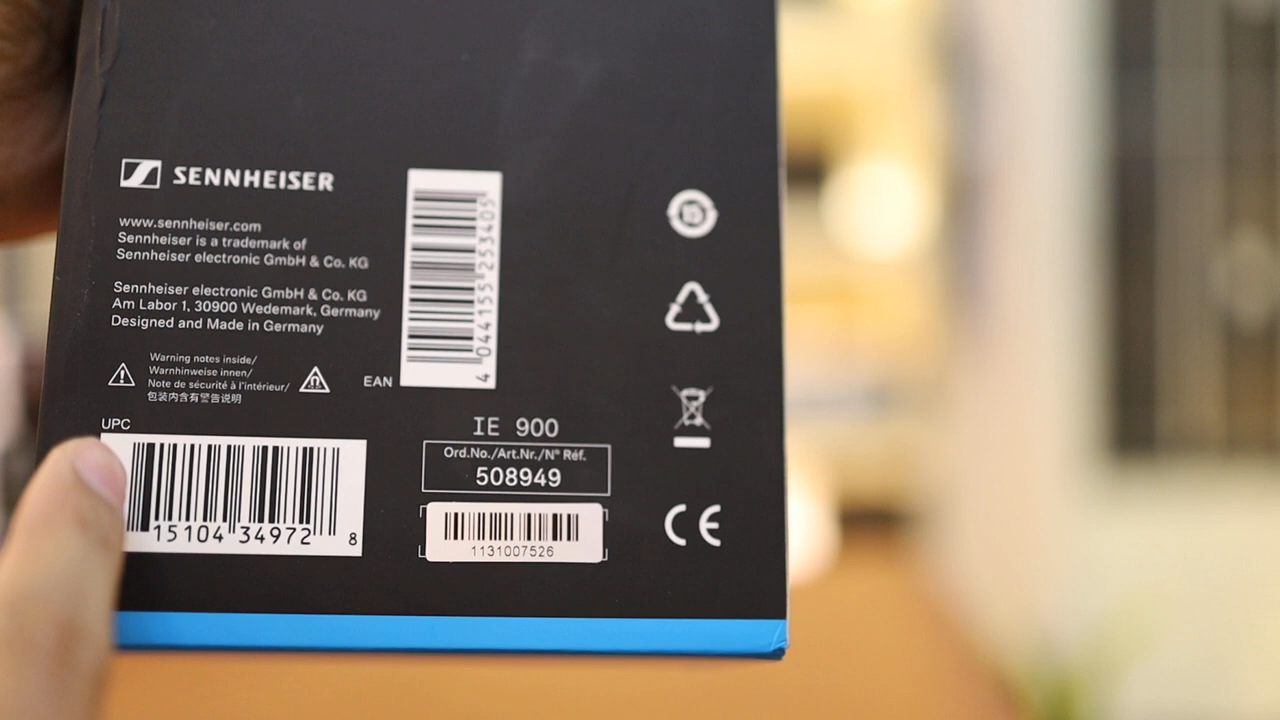 SENNHEISER
www.sennheiser.com
Sennheiser is a trademark of
Sennheiser electronic GmbH & Co. KG
Sennheiser electronic GmbH & Co. KG
Am Labor 1, 30900 Wedemark, Germany
Designed and Made in Germany
Warning notes inside/
Warnhinweise innen/
Note de sécurité à l'intérieur/
包装内含有警告说明
EAN
4 044155 253405
15
UPC
15104 34972 8
IE 900
Ord.No./Art.Nr./N° Réf.
508949
1131007526
CE